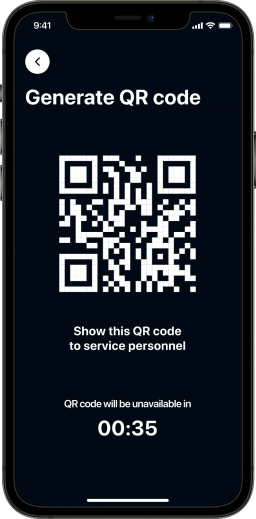 9:41
Generate QR code
Show this QR code
to service personnel
QR code will be unavailable in
00:35